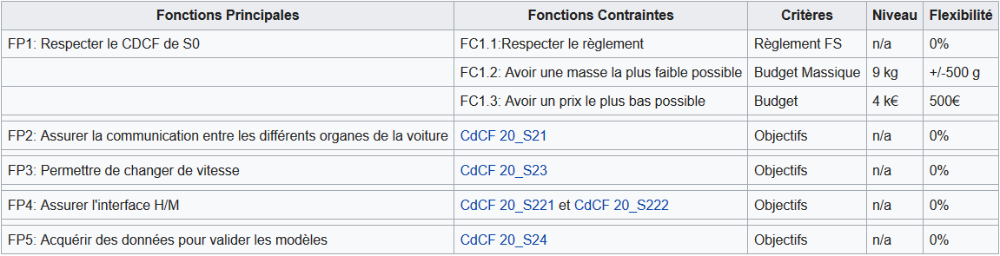 Fonctions Principales Fonctions Contraintes Critères Niveau Flexibilité
FP1: Respecter le CDCF de S0 FC1.1:Respecter le règlement Règlement FS n/a 0%
FC1.2: Avoir une masse la plus faible possible Budget Massique 9 kg +/-500 g
FC1.3: Avoir un prix le plus bas possible Budget 4 k€ 500€
FP2: Assurer la communication entre les différents organes de la voiture CdCF 20_S21 Objectifs n/a 0%
FP3: Permettre de changer de vitesse CdCF 20_S23 Objectifs n/a 0%
FP4: Assurer l'interface H/M CdCF 20_S221 et CdCF 20_S222 Objectifs n/a 0%
FP5: Acquérir des données pour valider les modèles CdCF 20_S24 Objectifs n/a 0%